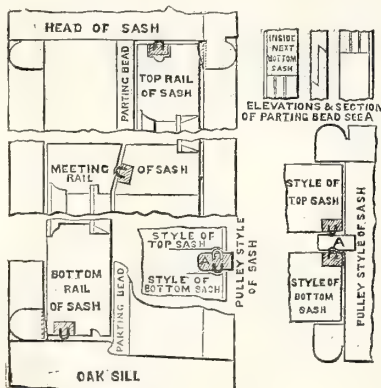 HEAD OF SASH
PARTING BEAD
TOP RAIL
OF SASH
INSIDE
NEXT
BOTTOM
SASH
ELEVATIONS & SECTION
OF PARTING BEAD SEE A
MEETING
RAIL
OF SASH
STYLE OF
TOP SASH
A
STYLE OF
BOTTOM SASH
PULLEY STYLE
OF SASH
BOTTOM
RAIL
OF SASH
PARTING BEAD
OAK SILL
STYLE OF
TOP SASH
A
STYLE OF
BOTTOM
SASH
PULLEY STYLE OF SASH